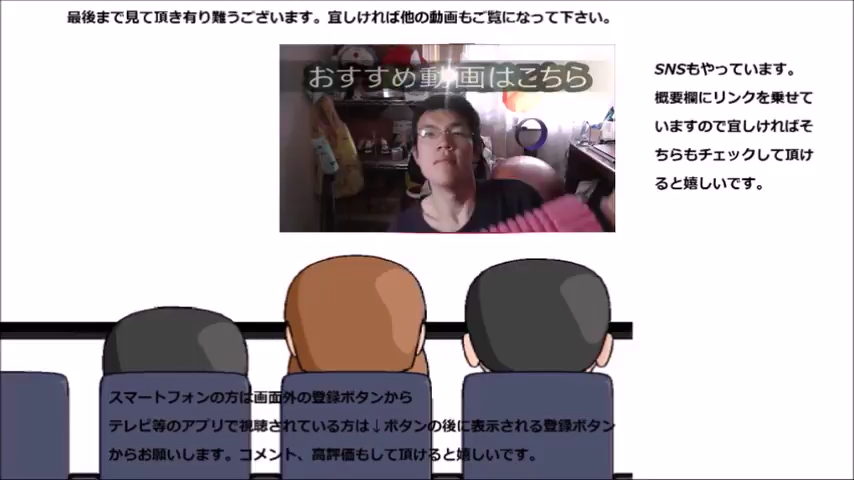 最後まで見て頂き有り難うございます。宜しければ他の動画もご覧になって下さい。
おすすめ動画はこちら
SNSもやっています。
概要欄にリンクを乗せて
いますので宜しければそ
ちらもチェックして頂け
ると嬉しいです。
スマートフォンの方は画面外の登録ボタンから
テレビ等のアプリで視聴されている方は↓ボタンの後に表示される登録ボタン
からお願いします。コメント、高評価もして頂けると嬉しいです。